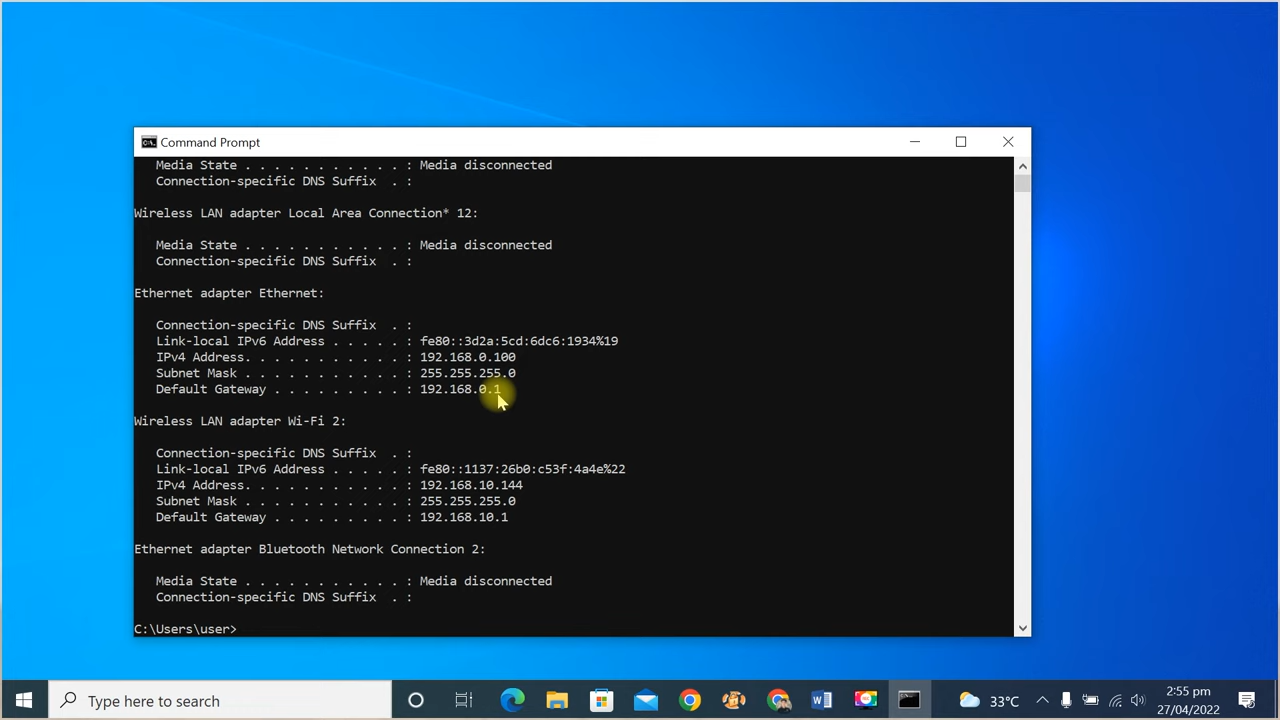 Command Prompt
Media State . . . . . . . . . . . : Media disconnected
Connection-specific DNS Suffix  . :
Wireless LAN adapter Local Area Connection* 12:
Media State . . . . . . . . . . . : Media disconnected
Connection-specific DNS Suffix  . :
Ethernet adapter Ethernet:
Connection-specific DNS Suffix  . :
Link-local IPv6 Address . . . . . : fe80::3d2a:5cd:6dc6:1934%19
IPv4 Address. . . . . . . . . . . : 192.168.0.100
Subnet Mask . . . . . . . . . . . : 255.255.255.0
Default Gateway . . . . . . . . . : 192.168.0.1
Wireless LAN adapter Wi-Fi 2:
Connection-specific DNS Suffix  . :
Link-local IPv6 Address . . . . . : fe80::1137:26b0:c53f:4a4e%22
IPv4 Address. . . . . . . . . . . : 192.168.10.144
Subnet Mask . . . . . . . . . . . : 255.255.255.0
Default Gateway . . . . . . . . . : 192.168.10.1
Ethernet adapter Bluetooth Network Connection 2:
Media State . . . . . . . . . . . : Media disconnected
Connection-specific DNS Suffix  . :
C:\Users\user>
Type here to search
33°C
2:55 pm
27/04/2022